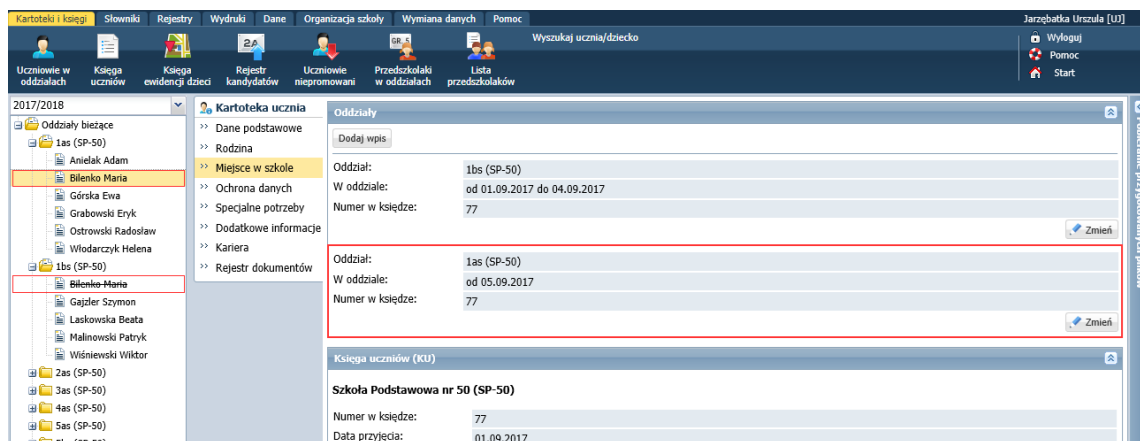 Kartoteki i księgi Słowniki Rejestry Wydruki Dane Organizacja szkoły Wymiana danych Pomoc Jarzębatka Urszula [UJ]
Uczniowie w oddziałach
Księga uczniów
Księga ewidencji dzieci
Rejestr kandydatów
Uczniowie niepromowani
Przedszkolaki w oddziałach
Lista przedszkolaków
Wyszukaj ucznia/dziecko
Wyloguj
Pomoc
Start
2017/2018
Oddziały bieżące
1as (SP-50)
Anielak Adam
Bilenko Maria
Górska Ewa
Grabowski Eryk
Ostrowski Radosław
Włodarczyk Helena
1bs (SP-50)
Bilenko Maria
Gajzler Szymon
Laskowska Beata
Malinowski Patryk
Wiśniewski Wiktor
2as (SP-50)
3as (SP-50)
4as (SP-50)
5as (SP-50)
Kartoteka ucznia
Dane podstawowe
Rodzina
Miejsce w szkole
Ochrona danych
Specjalne potrzeby
Dodatkowe informacje
Kariera
Rejestr dokumentów
Oddziały
Dodaj wpis
Oddział: 1bs (SP-50)
W oddziale: od 01.09.2017 do 04.09.2017
Numer w księdze: 77
Zmień
Oddział: 1as (SP-50)
W oddziale: od 05.09.2017
Numer w księdze: 77
Zmień
Księga uczniów (KU)
Szkoła Podstawowa nr 50 (SP-50)
Numer w księdze: 77
Data przyjęcia: 01.09.2017